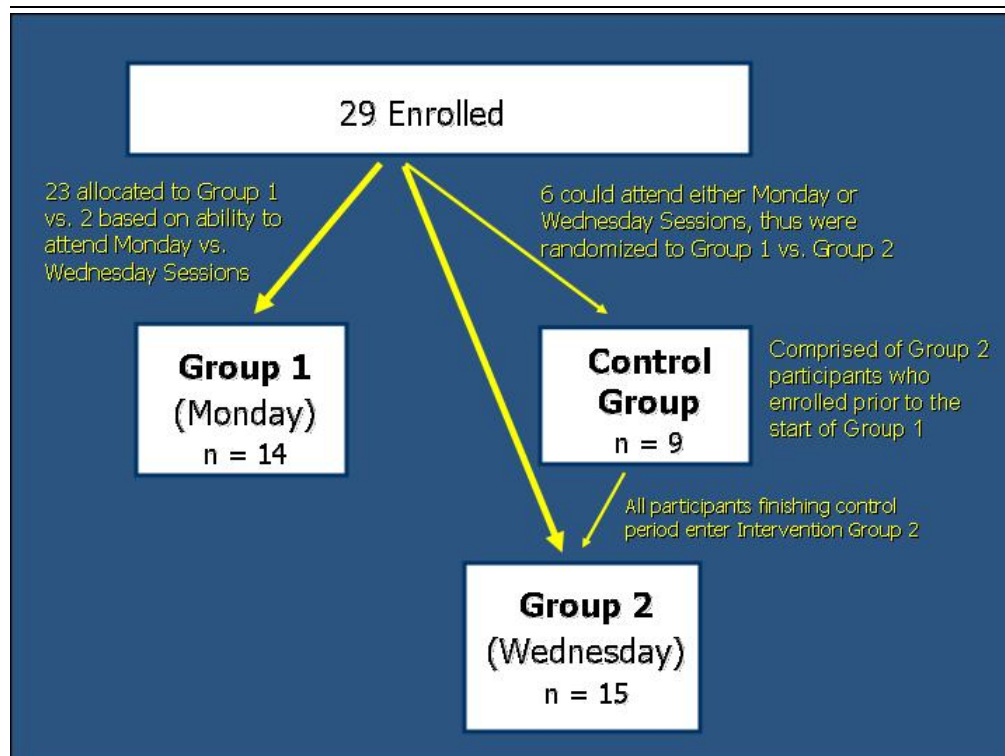 29 Enrolled
23 allocated to Group 1
vs. 2 based on ability to
attend Monday vs.
Wednesday Sessions
6 could attend either Monday or
Wednesday Sessions, thus were
randomized to Group 1 vs. Group 2
Group 1
(Monday)
n = 14
Control
Group
n = 9
Comprised of Group 2
participants who
enrolled prior to the
start of Group 1
All participants finishing control
period enter Intervention Group 2
Group 2
(Wednesday)
n = 15